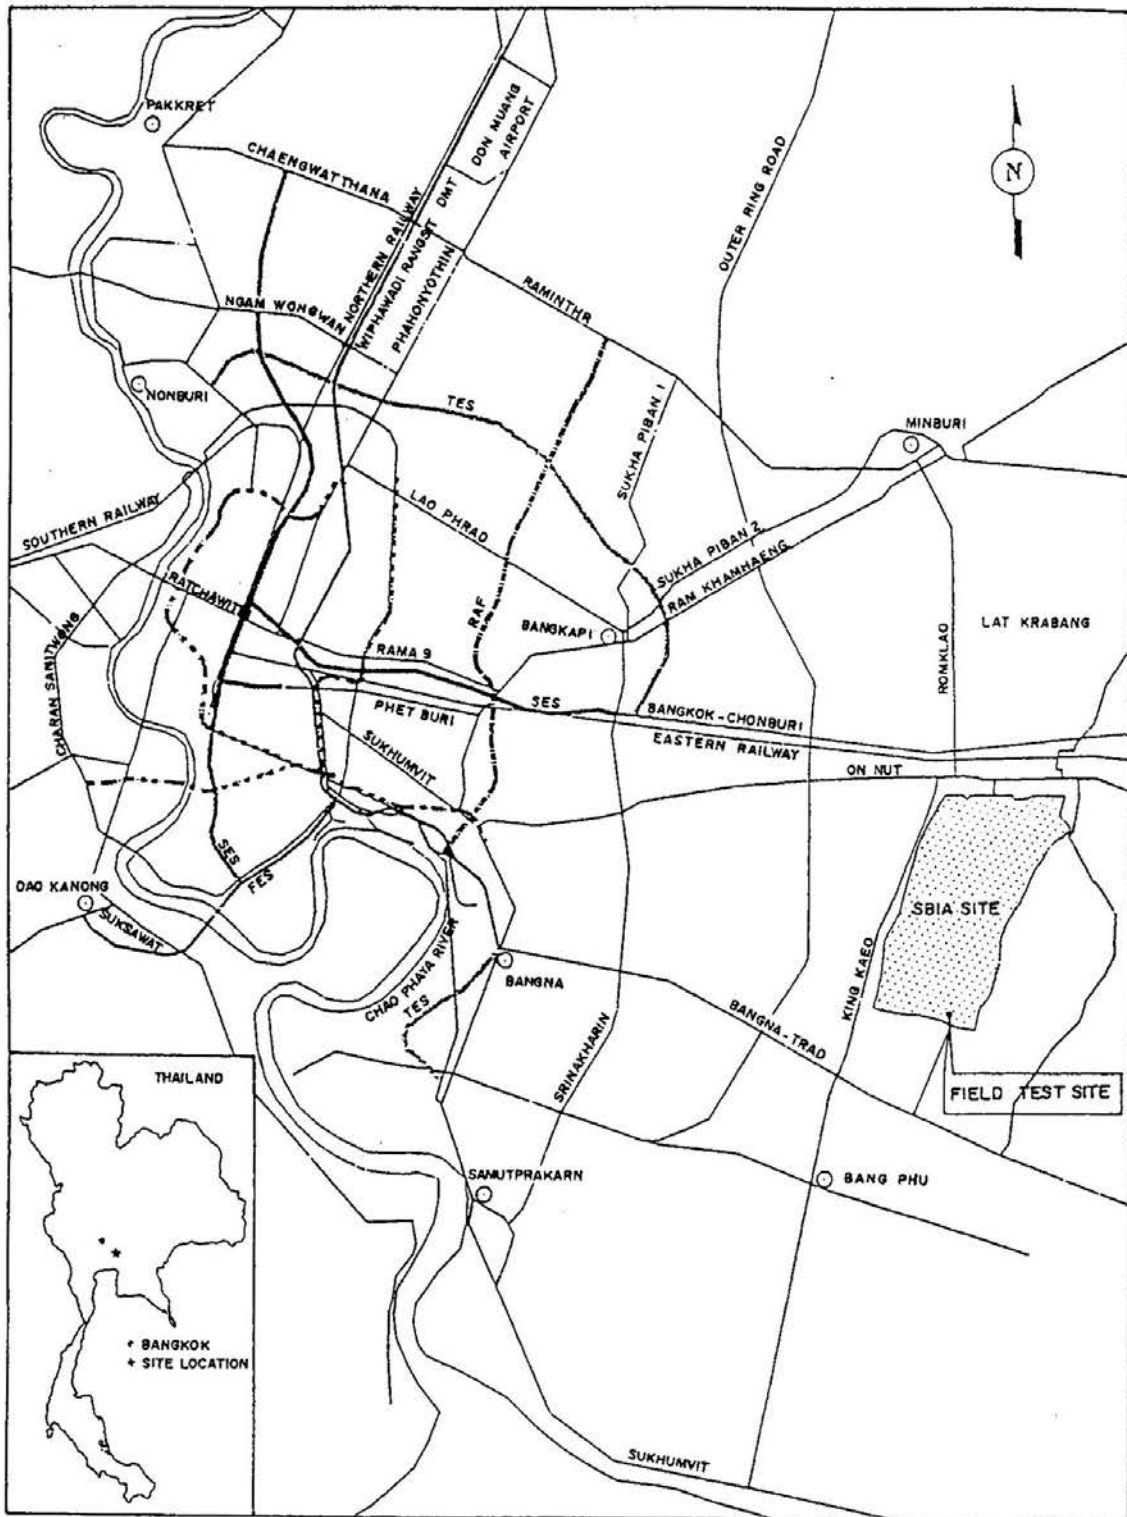 PAKKRET
CHAENGWATTHANA
DON MUANG
AIRPORT
NORTHERN RAILWAY
WIPHAWADI RANGSIT DMT
PHAHONYOTHIN
OUTER RING ROAD
N
NGAM WONGWAN
RAMINTHR
NONBURI
TES
SUKHA PIBAN 1
MINBURI
SOUTHERN RAILWAY
LAO PHRAD
SUKHA PIBAN 2
RAM KHAMHAENG
RATCHAWIT
RAF
BANGKAPI
LAT KRABANG
ROMKLAO
CHARAN SANITWONG
RAMA 9
SES
PHET BURI
BANGKOK-CHONBURI
EASTERN RAILWAY
SUKHUMVIT
ON NUT
SES
FES
DAO KANONG
SUKSAWAT
SBIA SITE
KING KAEO
CHAO PHAYA RIVER
BANGNA
TES
BANGNA-TRAD
SRINAKHARIN
FIELD TEST SITE
THAILAND
SAMUTPRAKARN
BANG PHU
BANGKOK
SITE LOCATION
SUKHUMVIT